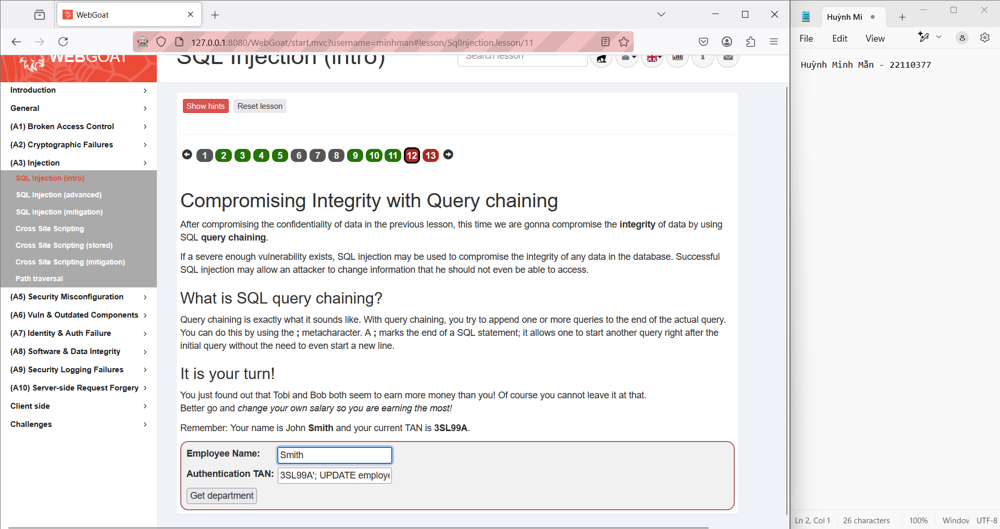 WebGoat
127.0.0.1:8080/WebGoat/start.mvc?username=minhman#lesson/SqlInjection.lesson/11
WEBGOAT
SQL Injection (intro)
Search lesson
Introduction
General
(A1) Broken Access Control
(A2) Cryptographic Failures
(A3) Injection
SQL Injection (intro)
SQL Injection (advanced)
SQL Injection (mitigation)
Cross Site Scripting
Cross Site Scripting (stored)
Cross Site Scripting (mitigation)
Path traversal
(A5) Security Misconfiguration
(A6) Vuln & Outdated Components
(A7) Identity & Auth Failure
(A8) Software & Data Integrity
(A9) Security Logging Failures
(A10) Server-side Request Forgery
Client side
Challenges
Show hints Reset lesson
1 2 3 4 5 6 7 8 9 10 11 12 13
Compromising Integrity with Query chaining
After compromising the confidentiality of data in the previous lesson, this time we are gonna compromise the integrity of data by using
SQL query chaining.
If a severe enough vulnerability exists, SQL injection may be used to compromise the integrity of any data in the database. Successful
SQL injection may allow an attacker to change information that he should not even be able to access.
What is SQL query chaining?
Query chaining is exactly what it sounds like. With query chaining, you try to append one or more queries to the end of the actual query.
You can do this by using the ; metacharacter. A ; marks the end of a SQL statement; it allows one to start another query right after the
initial query without the need to even start a new line.
It is your turn!
You just found out that Tobi and Bob both seem to earn more money than you! Of course you cannot leave it at that.
Better go and change your own salary so you are earning the most!
Remember: Your name is John Smith and your current TAN is 3SL99A.
Employee Name: Smith
Authentication TAN: 3SL99A'; UPDATE employe
Get department
Huỳnh Mi
File Edit View
Huỳnh Minh Mẫn - 22110377
Ln 2, Col 1 26 characters 100% Window UTF-8